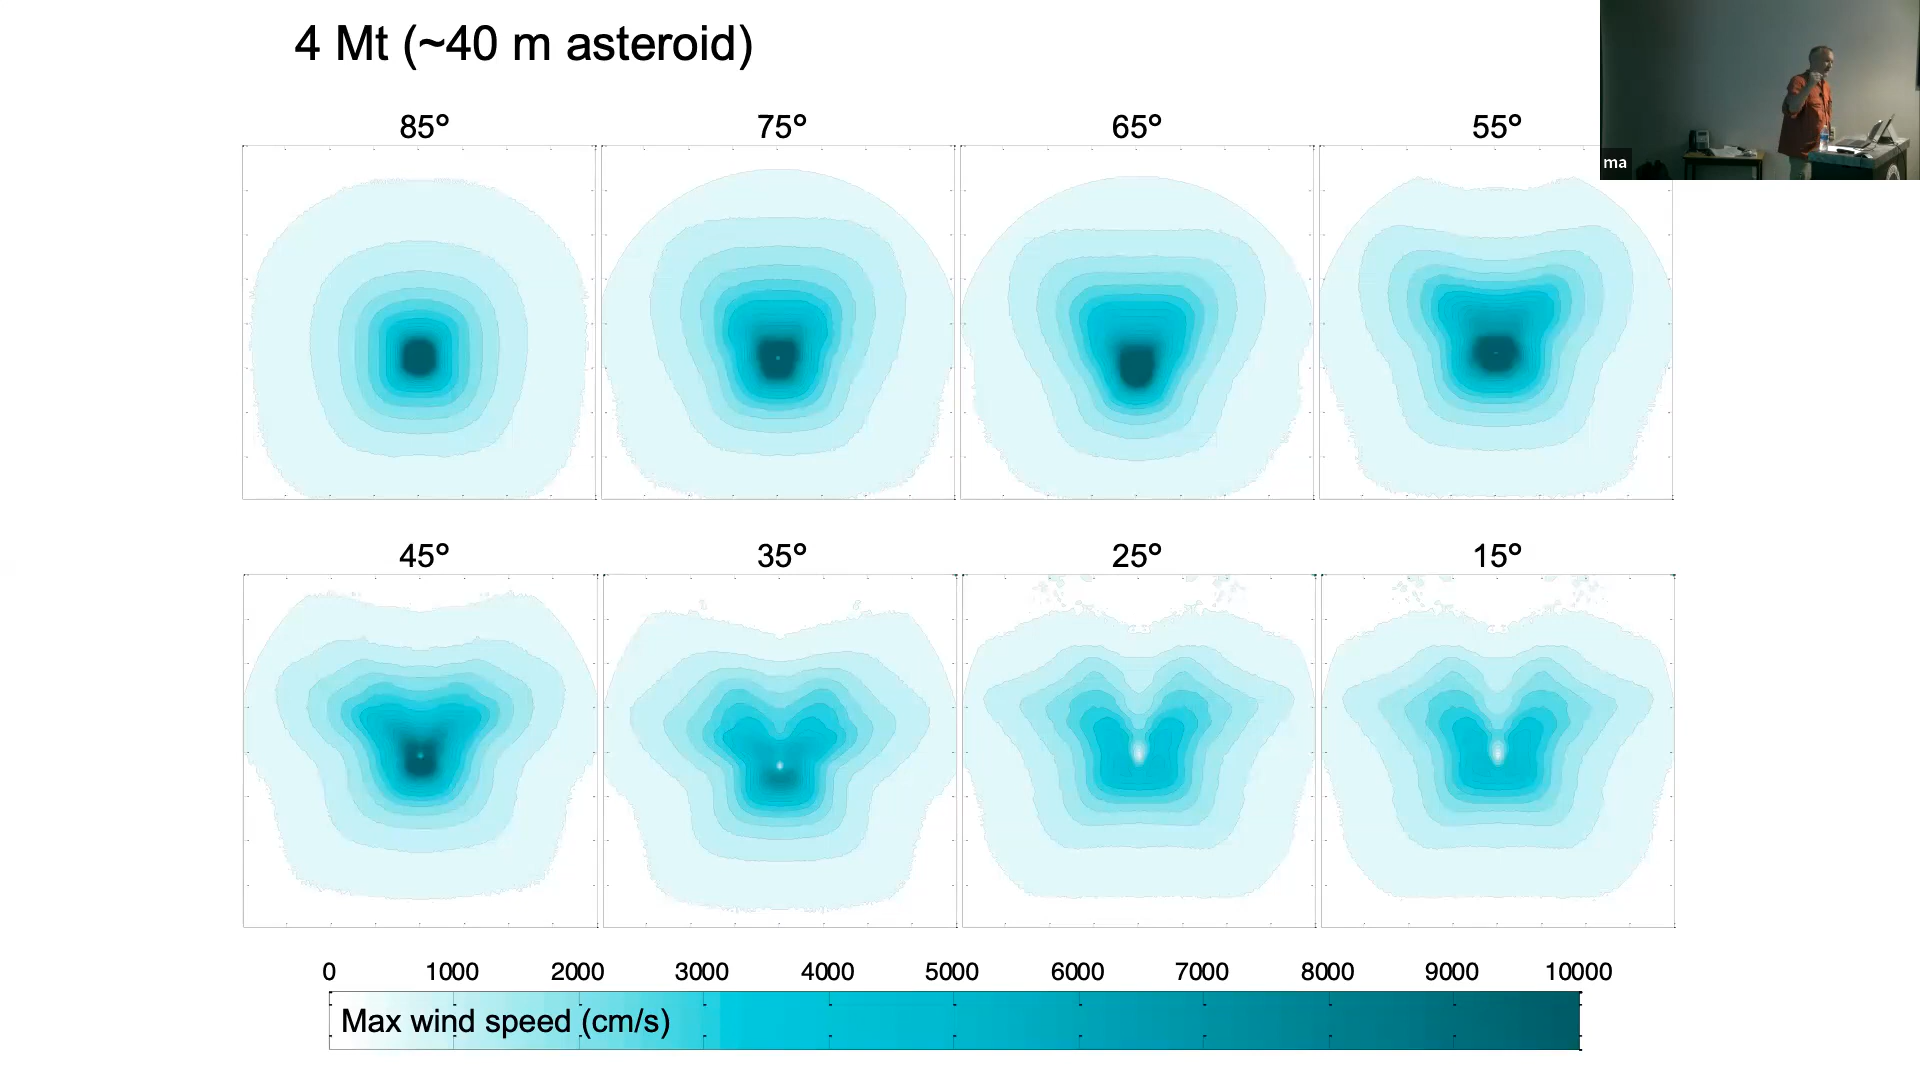 4 Mt (~40 m asteroid)
85° 75° 65° 55°
ma
45° 35° 25° 15°
0 1000 2000 3000 4000 5000 6000 7000 8000 9000 10000
Max wind speed (cm/s)